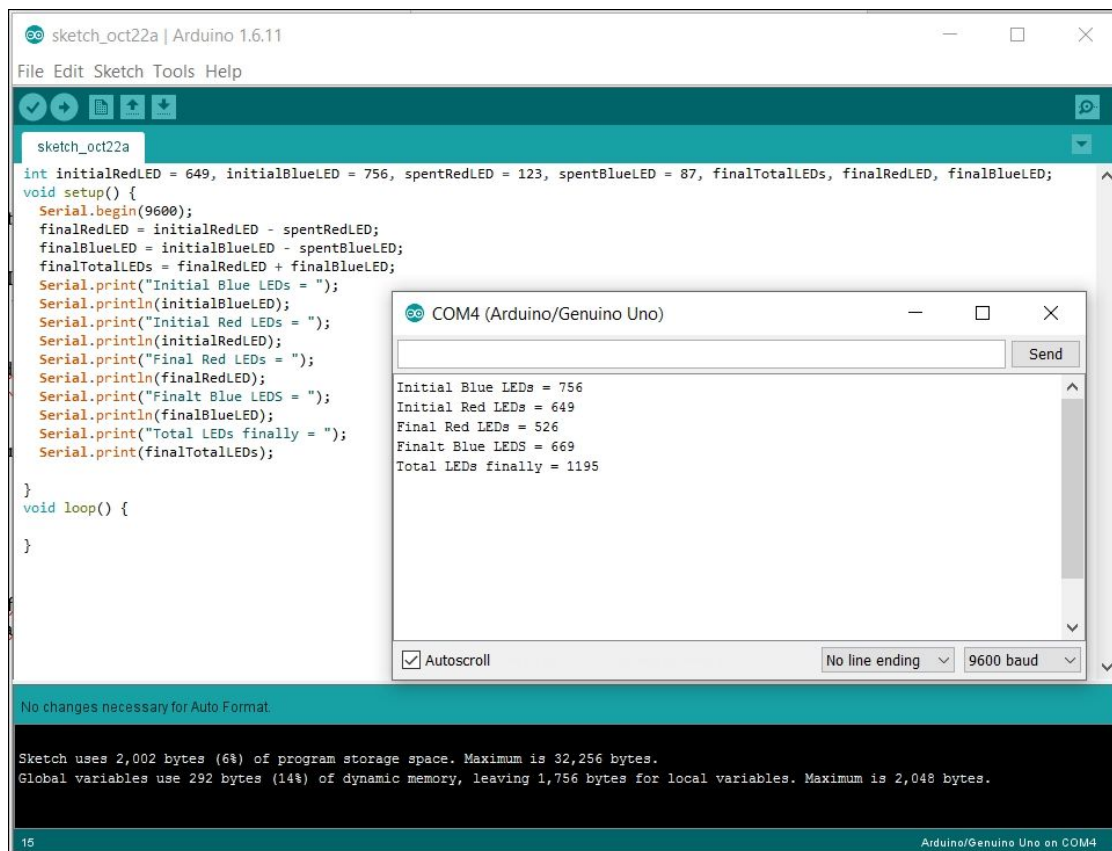 sketch_oct22a | Arduino 1.6.11
File Edit Sketch Tools Help
sketch_oct22a
int initialRedLED = 649, initialBlueLED = 756, spentRedLED = 123, spentBlueLED = 87, finalTotalLEDs, finalRedLED, finalBlueLED;
void setup() {
Serial.begin(9600);
finalRedLED = initialRedLED - spentRedLED;
finalBlueLED = initialBlueLED - spentBlueLED;
finalTotalLEDs = finalRedLED + finalBlueLED;
Serial.print("Initial Blue LEDs = ");
Serial.println(initialBlueLED);
Serial.print("Initial Red LEDs = ");
Serial.println(initialRedLED);
Serial.print("Final Red LEDs = ");
Serial.println(finalRedLED);
Serial.print("Finalt Blue LEDS = ");
Serial.println(finalBlueLED);
Serial.print("Total LEDs finally = ");
Serial.print(finalTotalLEDs);
}
void loop() {
}
COM4 (Arduino/Genuino Uno)
Send
Initial Blue LEDs = 756
Initial Red LEDs = 649
Final Red LEDs = 526
Finalt Blue LEDS = 669
Total LEDs finally = 1195
Autoscroll
No line ending
9600 baud
No changes necessary for Auto Format.
Sketch uses 2,002 bytes (6%) of program storage space. Maximum is 32,256 bytes.
Global variables use 292 bytes (14%) of dynamic memory, leaving 1,756 bytes for local variables. Maximum is 2,048 bytes.
15
Arduino/Genuino Uno on COM4